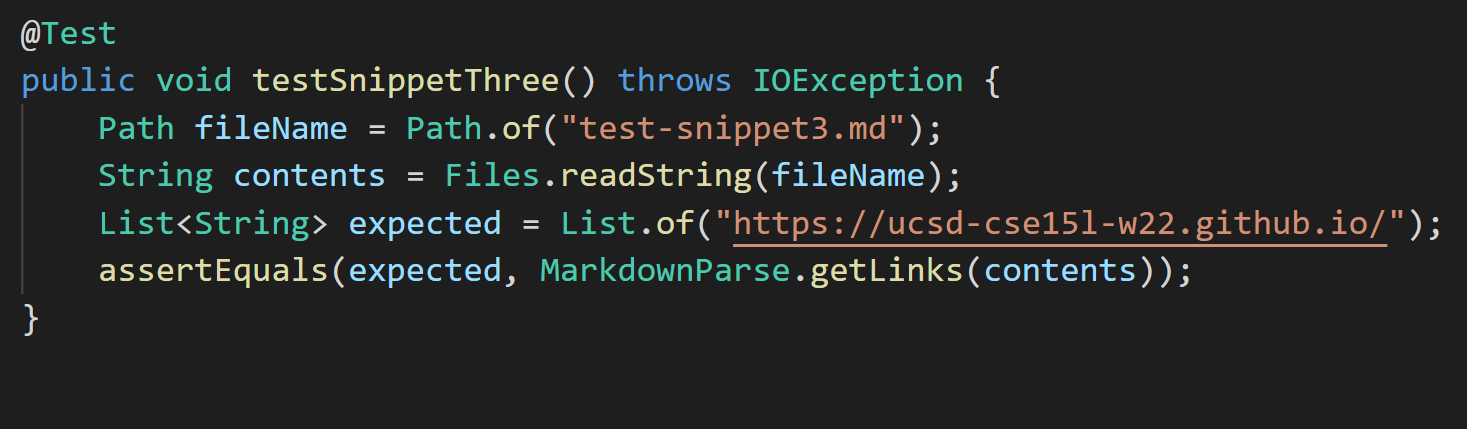 @Test
public void testSnippetThree() throws IOException {
    Path fileName = Path.of("test-snippet3.md");
    String contents = Files.readString(fileName);
    List<String> expected = List.of("https://ucsd-cse15l-w22.github.io/");
    assertEquals(expected, MarkdownParse.getLinks(contents));
}